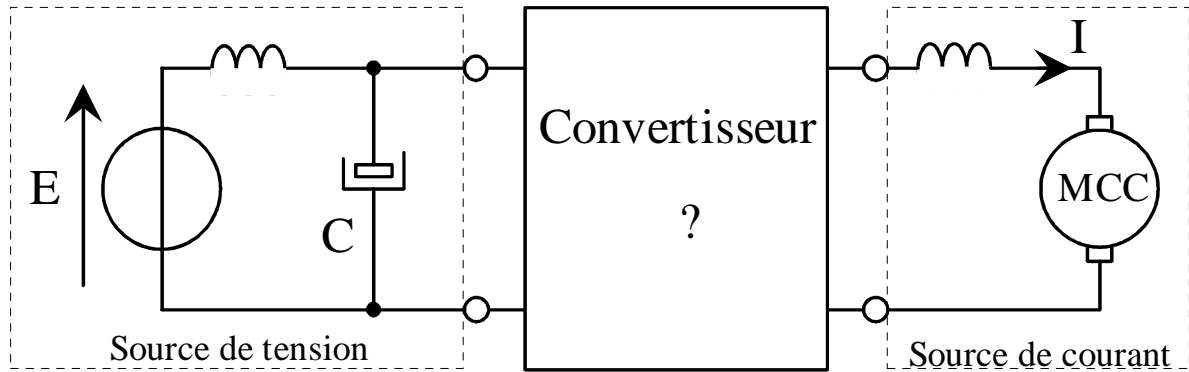 E
C
Source de tension
Convertisseur
?
I
MCC
Source de courant